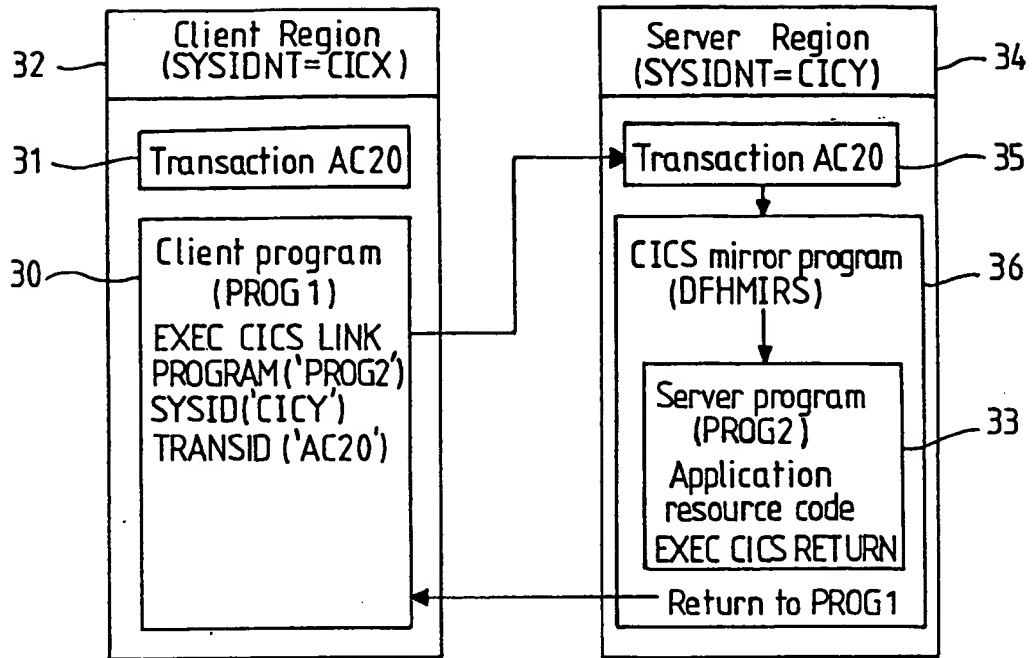 32
Client Region
(SYSIDNT=CICX)
31
Transaction AC20
30
Client program
(PROG1)
EXEC CICS LINK
PROGRAM('PROG2')
SYSID('CICY')
TRANSID ('AC20')
Server Region
(SYSIDNT=CICY)
34
Transaction AC20
35
CICS mirror program
(DFHMIRS)
36
Server program
(PROG2)
33
Application
resource code
EXEC CICS RETURN
Return to PROG1